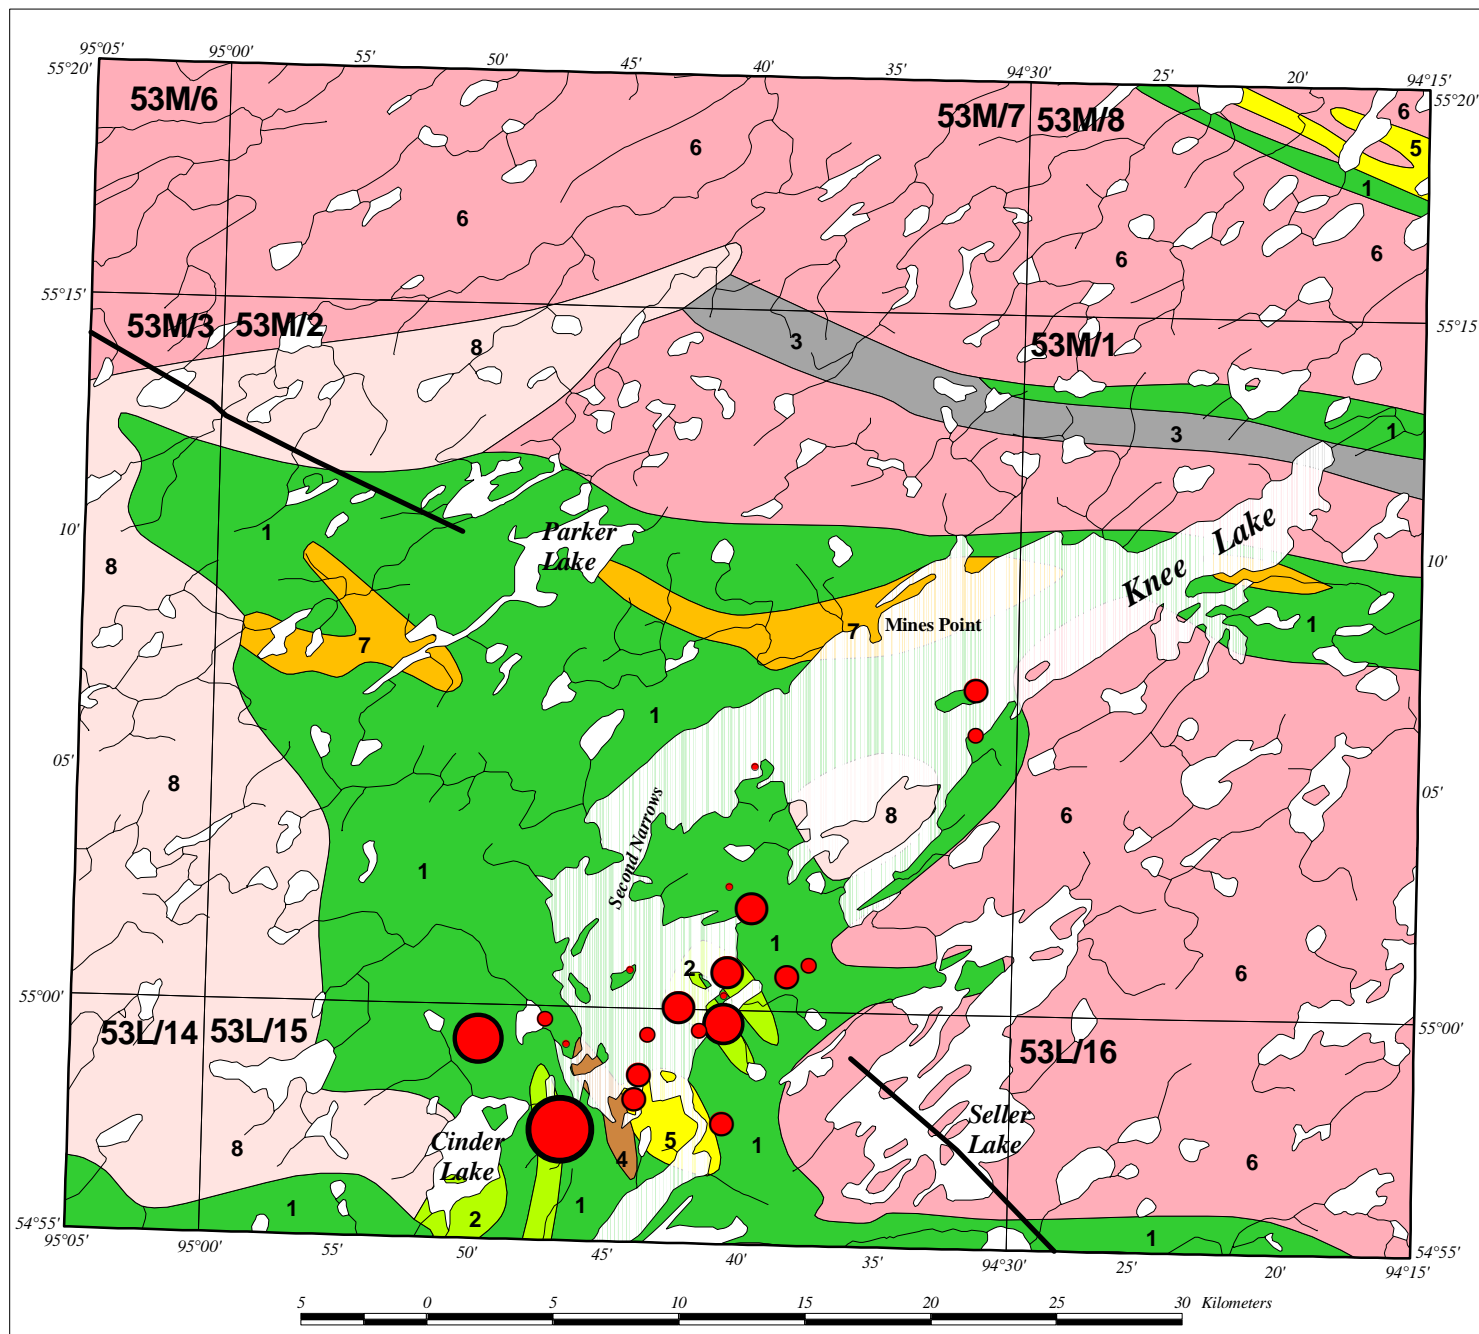 95°05' 95°00' 55' 50' 45' 40' 35' 94°30' 25' 20' 94°15'
55°20' 55°20'
53M/6 53M/7 53M/8
6 6 5
6 1
6 6 6
55°15' 55°15'
53M/3 53M/2 53M/1
8 3
3 1
10' 10'
1 Parker
Lake
Knee Lake
8
7 7 Mines Point 1
1
05' 05'
8 8 6
Second Narrows
1
1
2 6
55°00' 55°00'
53L/14 53L/15 53L/16
Cinder
Lake
Seller
Lake
8 4 5 1 6
1 2 1 1
54°55' 54°55'
95°05' 95°00' 55' 50' 45' 40' 35' 94°30' 25' 20' 94°15'
5 0 5 10 15 20 25 30 Kilometers